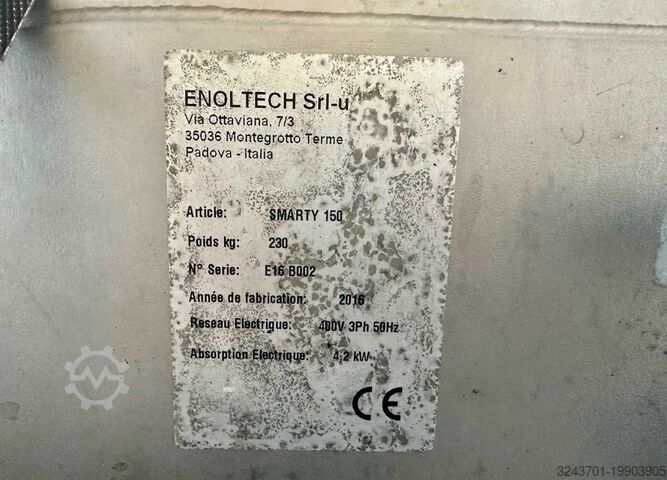 ENOLTECH Srl-u
Via Ottaviana, 7/3
35036 Montegrotto Terme
Padova - Italia
Article: SMARTY 150
Poids kg: 230
N° Serie: E16 B002
Année de fabrication: 2016
Reseau Electrique: 400V 3Ph 50Hz
Absorption Electrique: 4,2 kW
CE
3243701-19903905